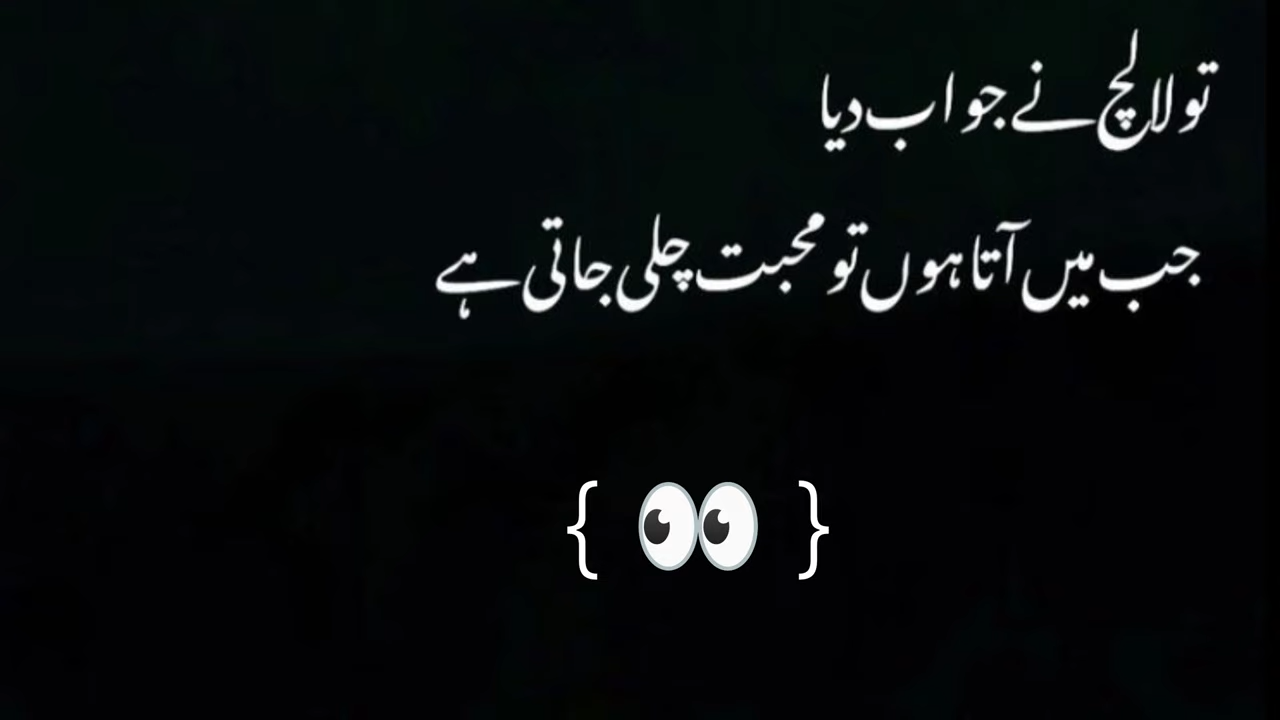 تو لالچ نے جواب دیا
جب میں آتا ہوں تو محبت چلی جاتی ہے
{ 👀 }